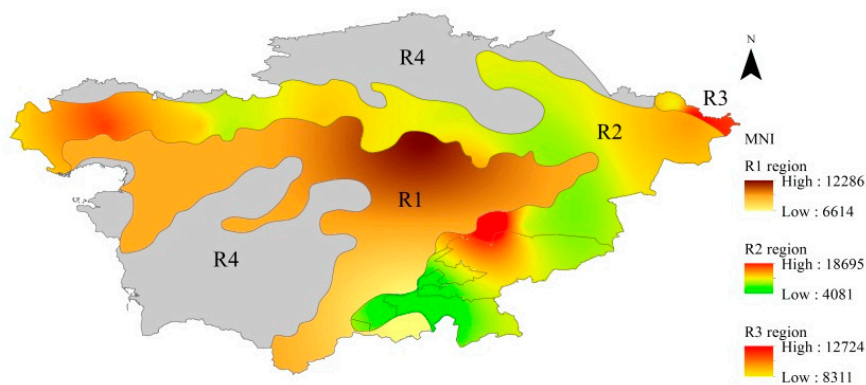 R4
N
R3
R2
R1
R4
MNI
R1 region
High : 12286
Low : 6614
R2 region
High : 18695
Low : 4081
R3 region
High : 12724
Low : 8311